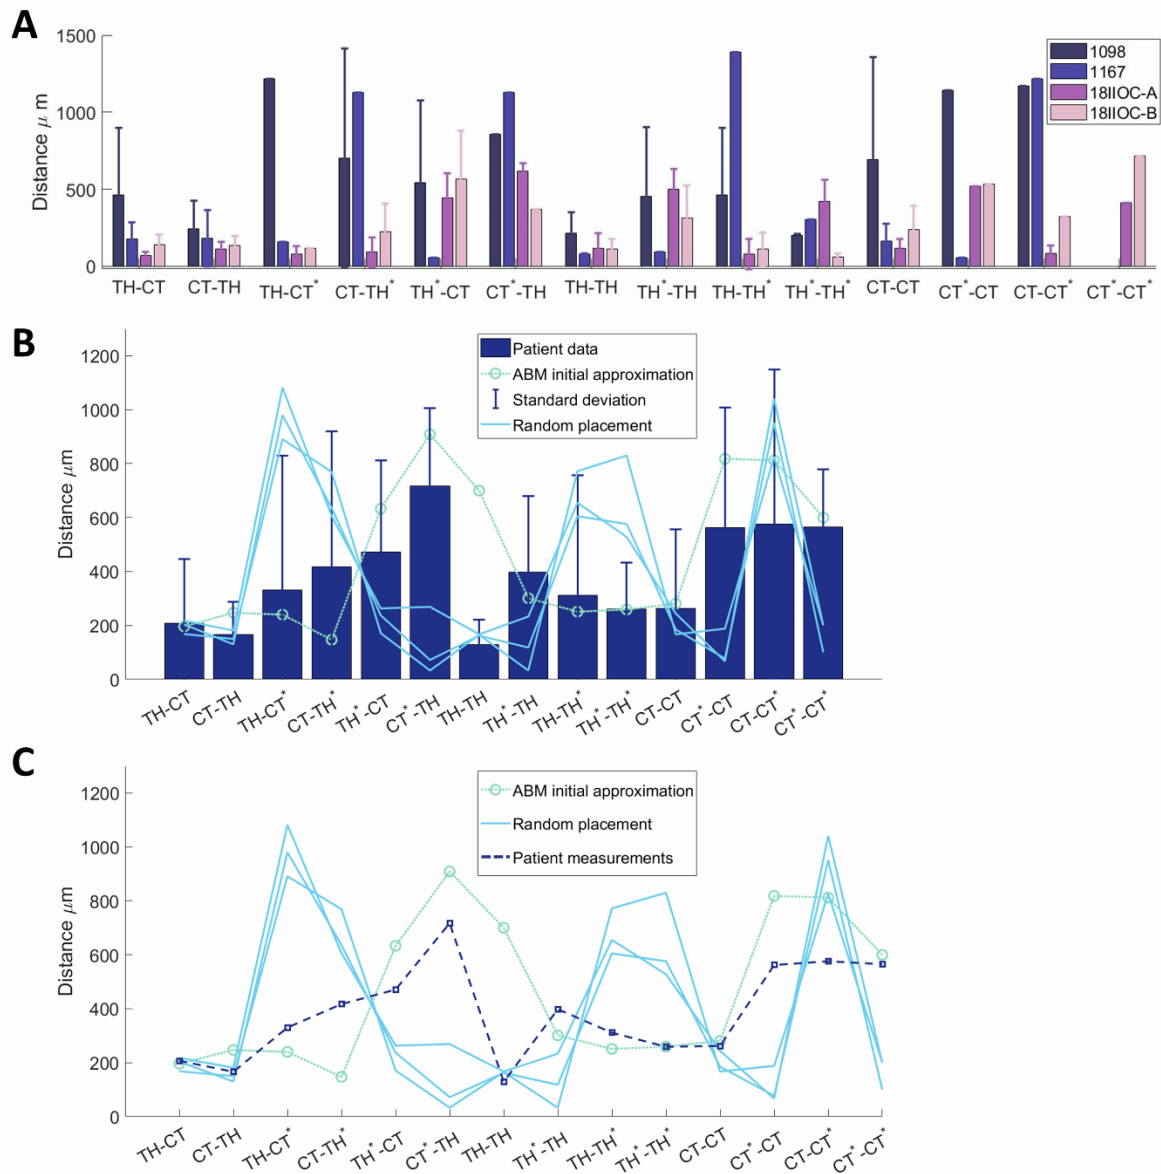 A
1500
1000
500
0
Distance μ m
1098
1167
18IIOC-A
18IIOC-B
TH-CT CT-TH TH-CT* CT-TH* TH*-CT CT*-TH TH-TH TH*-TH TH-TH* TH*-TH* CT-CT CT*-CT CT-CT* CT*-CT*
B
1200
1000
800
600
400
200
0
Distance μm
Patient data
ABM initial approximation
Standard deviation
Random placement
TH-CT CT-TH TH-CT* CT-TH* TH*-CT CT*-TH TH-TH TH*-TH TH-TH* TH*-TH* CT-CT CT*-CT CT-CT* CT*-CT*
C
1200
1000
800
600
400
200
0
Distance μm
ABM initial approximation
Random placement
Patient measurements
TH-CT CT-TH TH-CT* CT-TH* TH*-CT CT*-TH TH-TH TH*-TH TH-TH* TH*-TH* CT-CT CT*-CT CT-CT* CT*-CT*